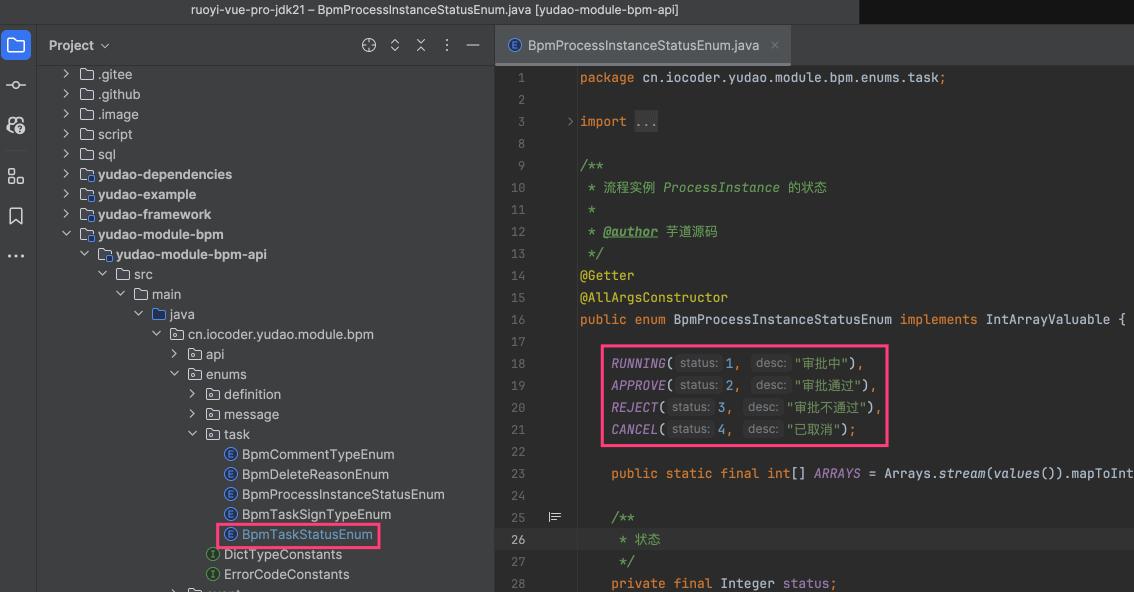 ruoyi-vue-pro-jdk21 – BpmProcessInstanceStatusEnum.java [yudao-module-bpm-api]
Project
.gitee
.github
.image
script
sql
yudao-dependencies
yudao-example
yudao-framework
yudao-module-bpm
yudao-module-bpm-api
src
main
java
cn.iocoder.yudao.module.bpm
api
enums
definition
message
task
BpmCommentTypeEnum
BpmDeleteReasonEnum
BpmProcessInstanceStatusEnum
BpmTaskSignTypeEnum
BpmTaskStatusEnum
DictTypeConstants
ErrorCodeConstants
BpmProcessInstanceStatusEnum.java
1 package cn.iocoder.yudao.module.bpm.enums.task;
2
3 import ...
8
9 /**
10 * 流程实例 ProcessInstance 的状态
11 *
12 * @author 芋道源码
13 */
14 @Getter
15 @AllArgsConstructor
16 public enum BpmProcessInstanceStatusEnum implements IntArrayValuable {
17
18 RUNNING( status: 1, desc: "审批中"),
19 APPROVE( status: 2, desc: "审批通过"),
20 REJECT( status: 3, desc: "审批不通过"),
21 CANCEL( status: 4, desc: "已取消");
22
23 public static final int[] ARRAYS = Arrays.stream(values()).mapToInt
24
25 /**
26 * 状态
27 */
28 private final Integer status;